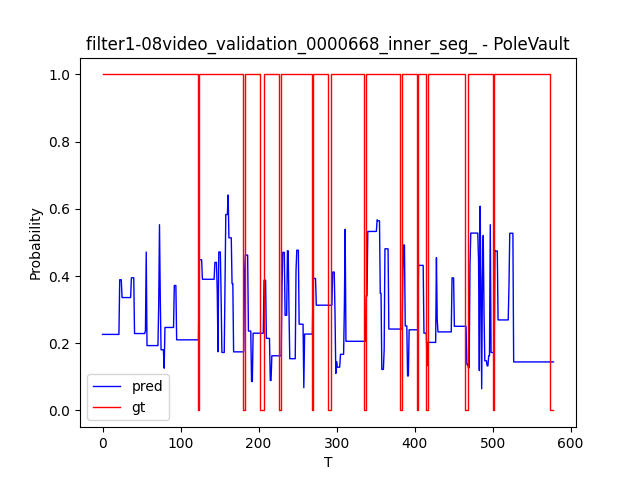 filter1-08video_validation_0000668_inner_seg_ - PoleVault
Probability
1.0
0.8
0.6
0.4
0.2
0.0
pred
gt
0 100 200 300 400 500 600
T